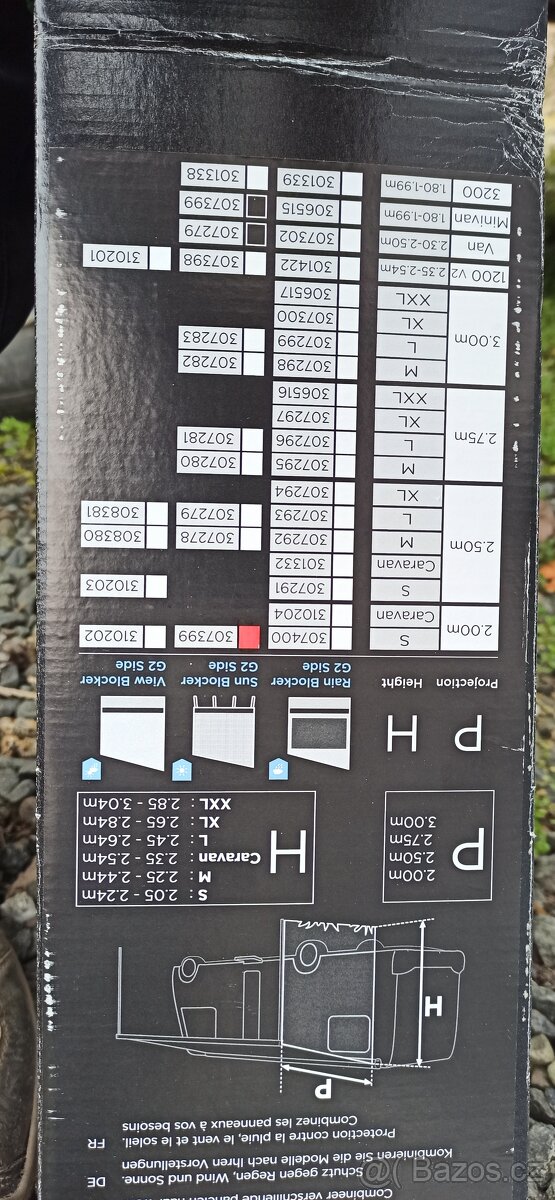 Combineer verschillende
Schutz gegen Regen, Wind und Sonne. DE
Kombinieren Sie die Modelle nach Ihren Vorstellungen
Protection contre la pluie, le vent et le soleil. FR
Combinez les panneaux à vos besoins
P
H
P
2.00m
2.50m
2.75m
3.00m
H
S : 2.05 - 2.24m
M : 2.25 - 2.44m
Caravan : 2.35 - 2.54m
L : 2.45 - 2.64m
XL : 2.65 - 2.84m
XXL : 2.85 - 3.04m
P H
Projection Height Rain Blocker G2 Side Sun Blocker G2 Side View Blocker G2 Side
2.00m S 307400 307399 310202
Caravan 310204
2.50m S 307291 310203
Caravan 301332
M 307292 307278 308380
L 307293 307279 308381
XL 307294
2.75m M 307295 307280
L 307296 307281
XL 307297
XXL 306516
3.00m M 307298 307282
L 307299 307283
XL 307300
XXL 306517
1200 v2 2.35-2.54m 301422 307398 310201
Van 2.30-2.50m 307302 307279
Minivan 1.80-1.99m 306515 307399
3200 1.80-1.99m 301339 301338
Bazos.cz